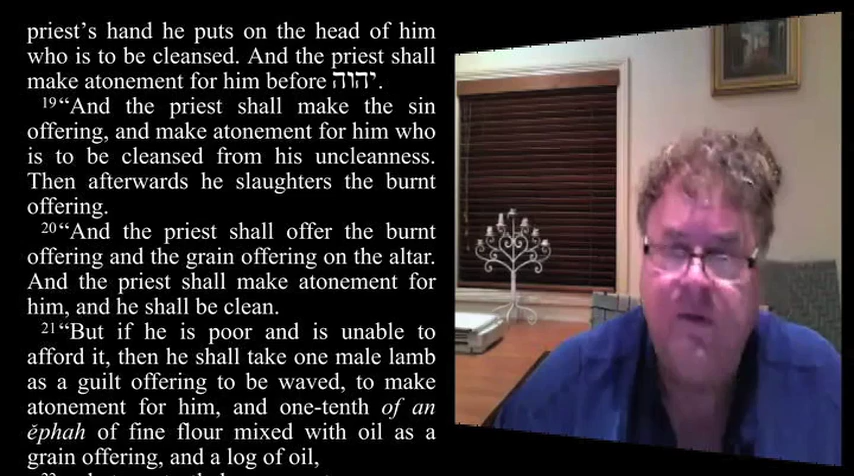 priest’s hand he puts on the head of him
who is to be cleansed. And the priest shall
make atonement for him before יהוה.
19 “And the priest shall make the sin
offering, and make atonement for him who
is to be cleansed from his uncleanness.
Then afterwards he slaughters the burnt
offering.
20 “And the priest shall offer the burnt
offering and the grain offering on the altar.
And the priest shall make atonement for
him, and he shall be clean.
21 “But if he is poor and is unable to
afford it, then he shall take one male lamb
as a guilt offering to be waved, to make
atonement for him, and one-tenth of an
ěphah of fine flour mixed with oil as a
grain offering, and a log of oil,